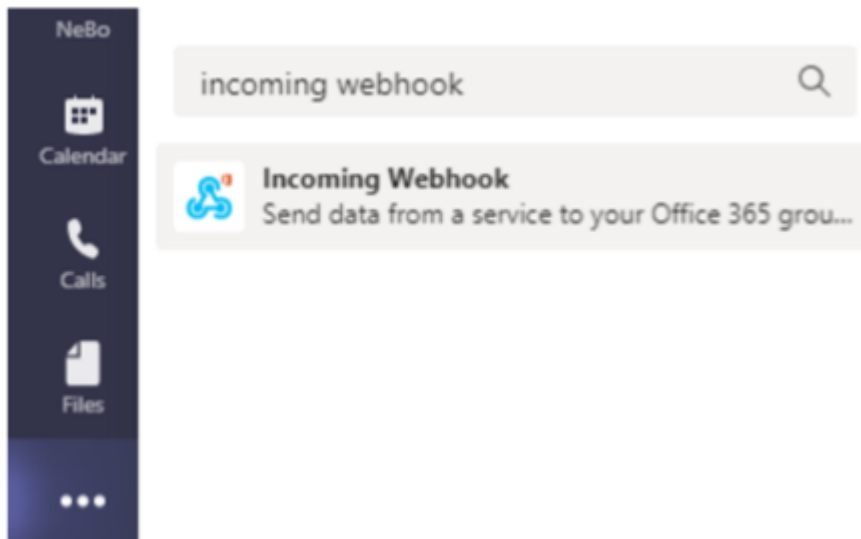 NeBo
Calendar
Calls
Files
incoming webhook
Incoming Webhook
Send data from a service to your Office 365 grou...